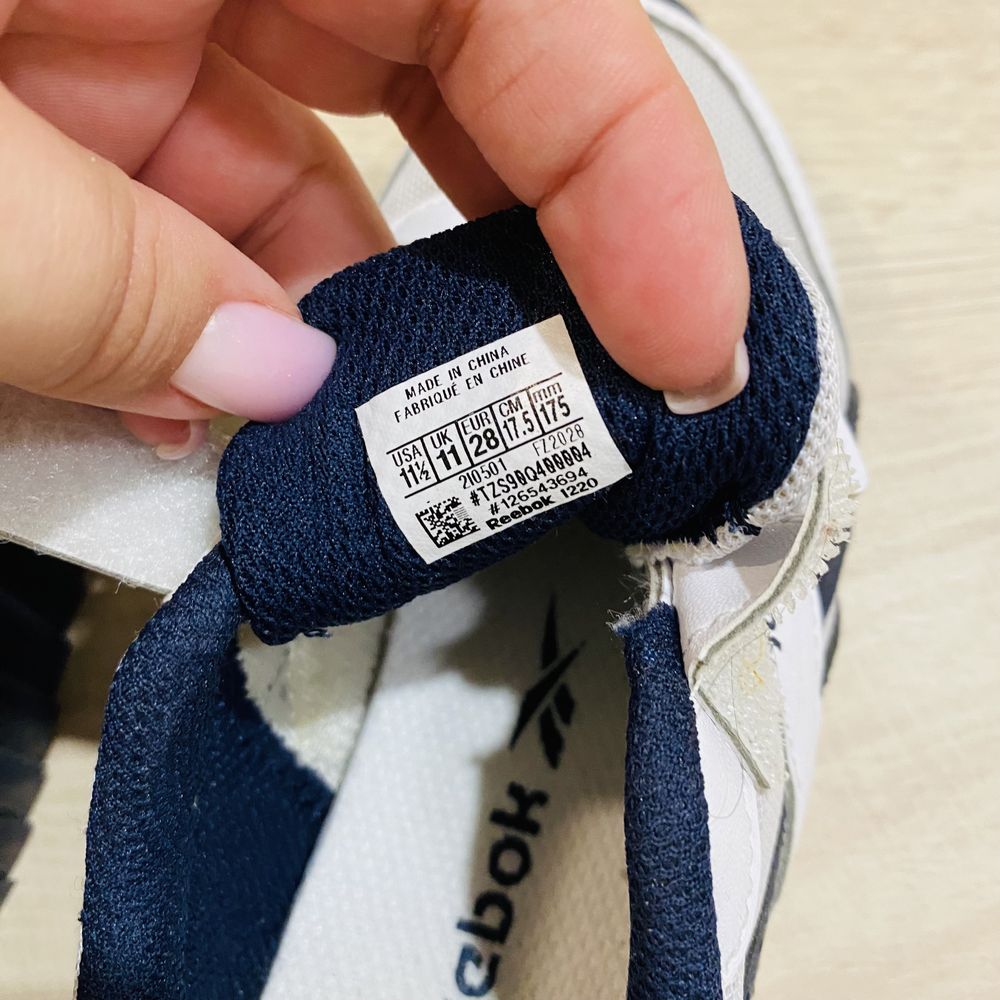 MADE IN CHINA
FABRIQUÉ EN CHINE
USA UK EUR CM mm
11½ 11 28 17.5 175
210501 FZ2028
#TZS90Q400004
#126543694
Reebok 1220
ebok